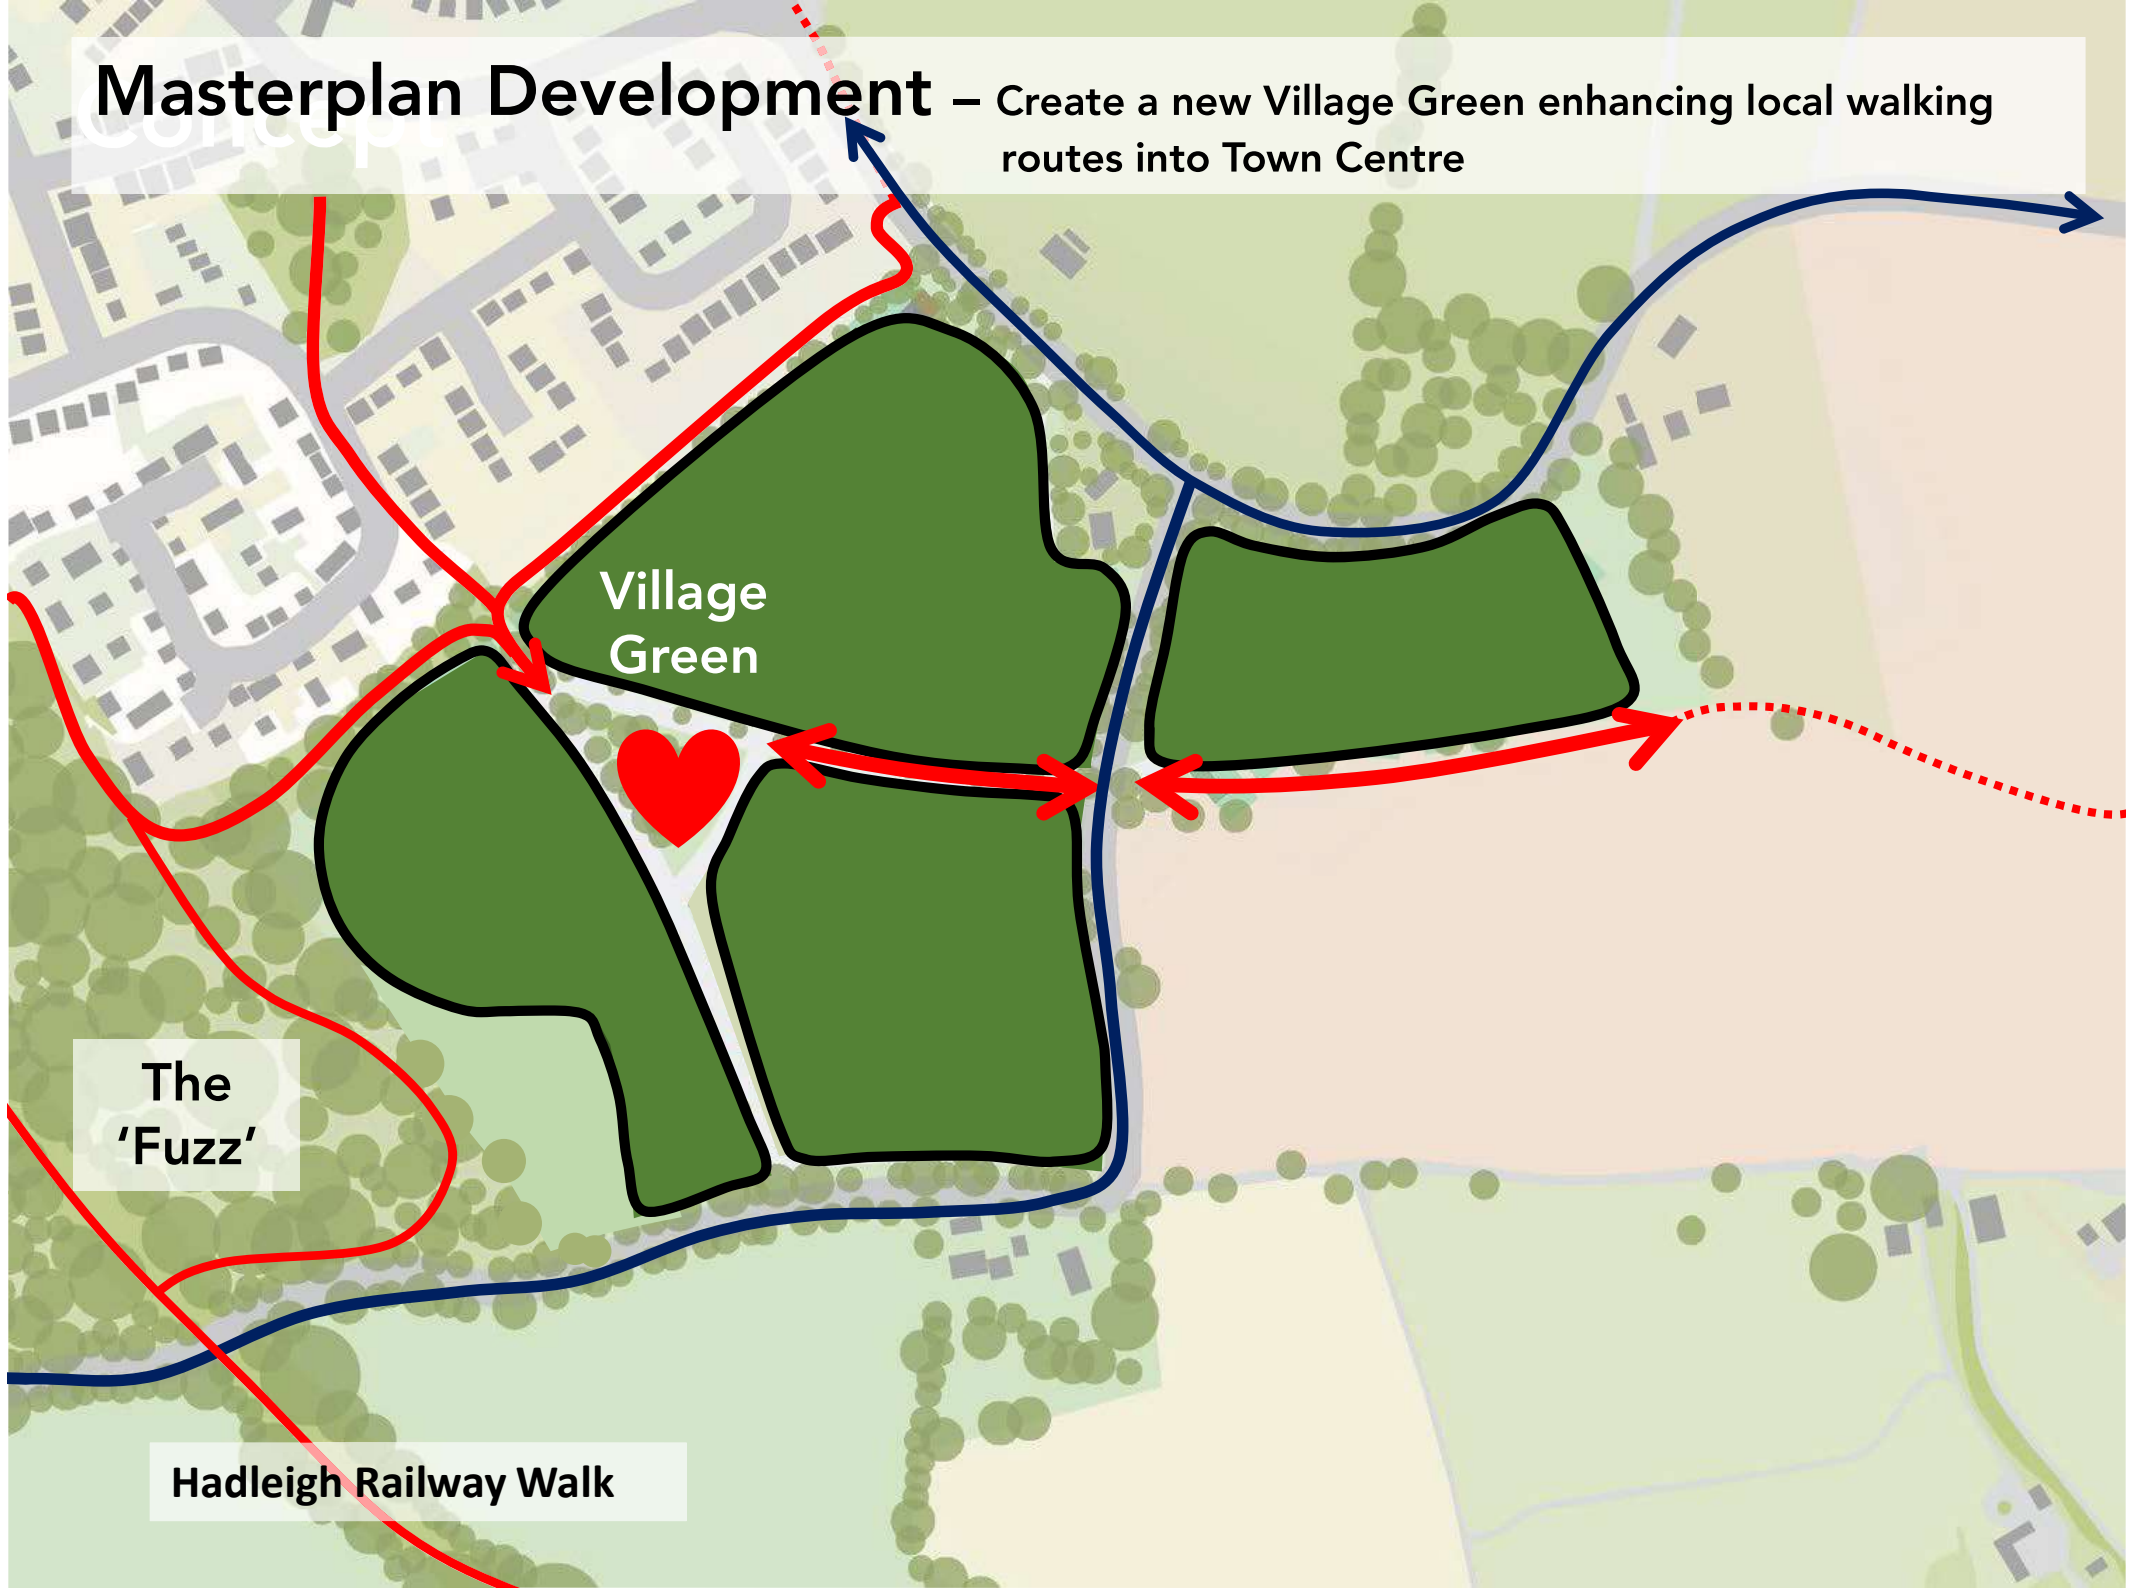 Concept
Masterplan Development – Create a new Village Green enhancing local walking
routes into Town Centre
Village
Green
The
‘Fuzz’
Hadleigh Railway Walk